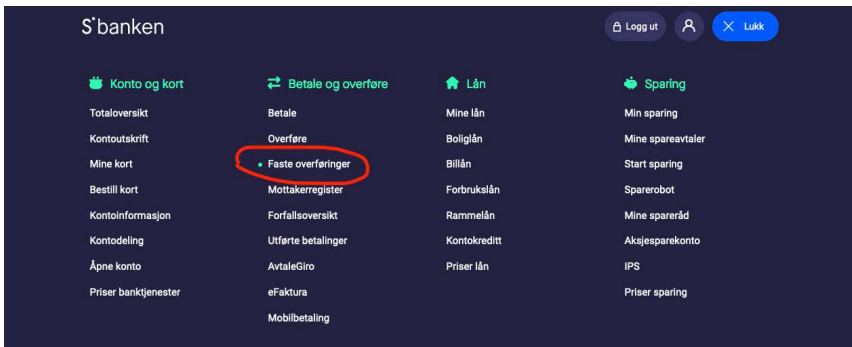 S'banken
Logg ut
Lukk
Konto og kort
Totaloversikt
Kontoutskrift
Mine kort
Bestill kort
Kontoinformasjon
Kontodeling
Åpne konto
Priser banktjenester
Betale og overføre
Betale
Overføre
Faste overføringer
Mottakerregister
Forfallsoversikt
Utførte betalinger
AvtaleGiro
eFaktura
Mobilbetaling
Lån
Mine lån
Boliglån
Billån
Forbrukslån
Rammelån
Kontokreditt
Priser lån
Sparing
Min sparing
Mine spareavtaler
Start sparing
Sparerobot
Mine spareråd
Aksjesparekonto
IPS
Priser sparing